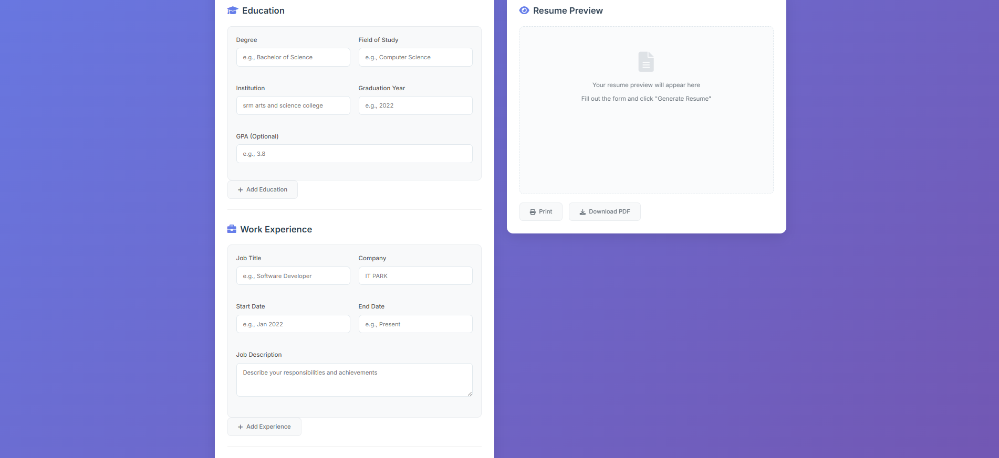 Education
Degree
Field of Study
e.g., Bachelor of Science
e.g., Computer Science
Institution
Graduation Year
srm arts and science college
e.g., 2022
GPA (Optional)
e.g., 3.8
+ Add Education
Work Experience
Job Title
Company
e.g., Software Developer
IT PARK
Start Date
End Date
e.g., Jan 2022
e.g., Present
Job Description
Describe your responsibilities and achievements
+ Add Experience
Resume Preview
Your resume preview will appear here
Fill out the form and click "Generate Resume"
Print
Download PDF